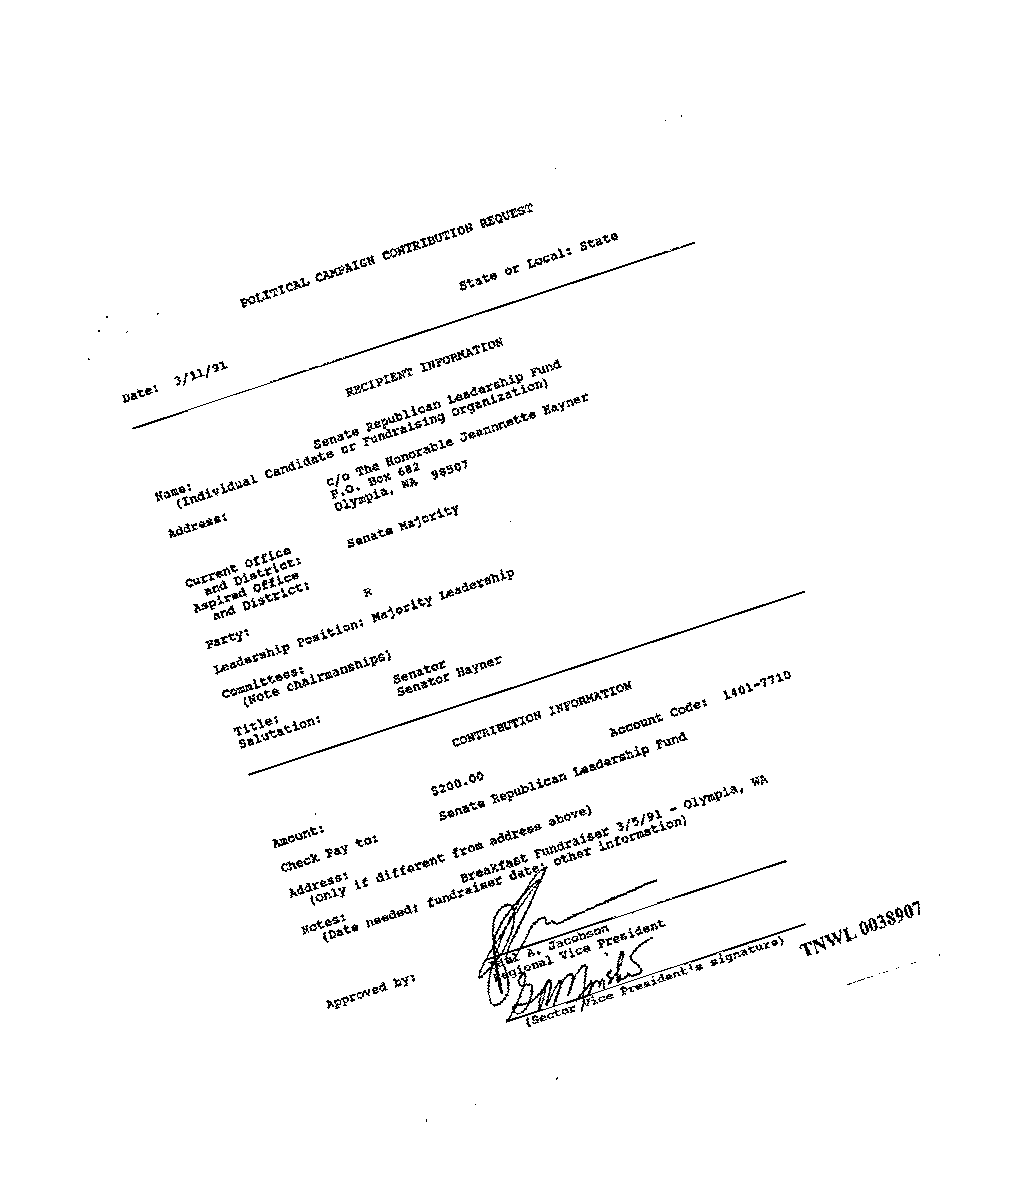 POLITICAL CAMPAIGN CONTRIBUTION REQUEST
Date: 3/11/91 State or Local: State
RECIPIENT INFORMATION
Name: Senate Republican Leadership Fund
(Individual Candidate or Fundraising Organization)
Address: c/o The Honorable Jeannnette Hayner
P.O. Box 682
Olympia, WA 98507
Current Office
and District: Senate Majority
Aspired Office
and District:
Party: R
Leadership Position: Majority Leadership
Committees:
(Note chairmanships)
Title: Senator
Salutation: Senator Hayner
CONTRIBUTION INFORMATION
Amount: $200.00 Account Code: 1401-7710
Check Pay to: Senate Republican Leadership Fund
Address:
(Only if different from address above)
Notes: Breakfast Fundraiser 3/5/91 - Olympia, WA
(Date needed; fundraiser date; other information)
Approved by:
A. Jacobson
Regional Vice President
(Sector Vice President's signature)
TNWL 0038907